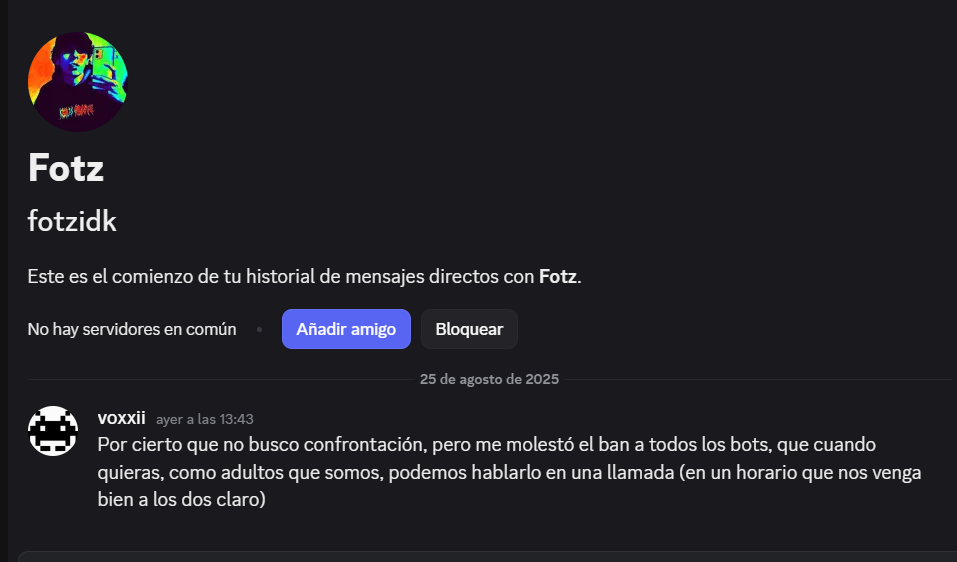 Fotz
fotzidk
Este es el comienzo de tu historial de mensajes directos con Fotz.
No hay servidores en común • Añadir amigo Bloquear
25 de agosto de 2025
voxxii ayer a las 13:43
Por cierto que no busco confrontación, pero me molestó el ban a todos los bots, que cuando
quieras, como adultos que somos, podemos hablarlo en una llamada (en un horario que nos venga
bien a los dos claro)